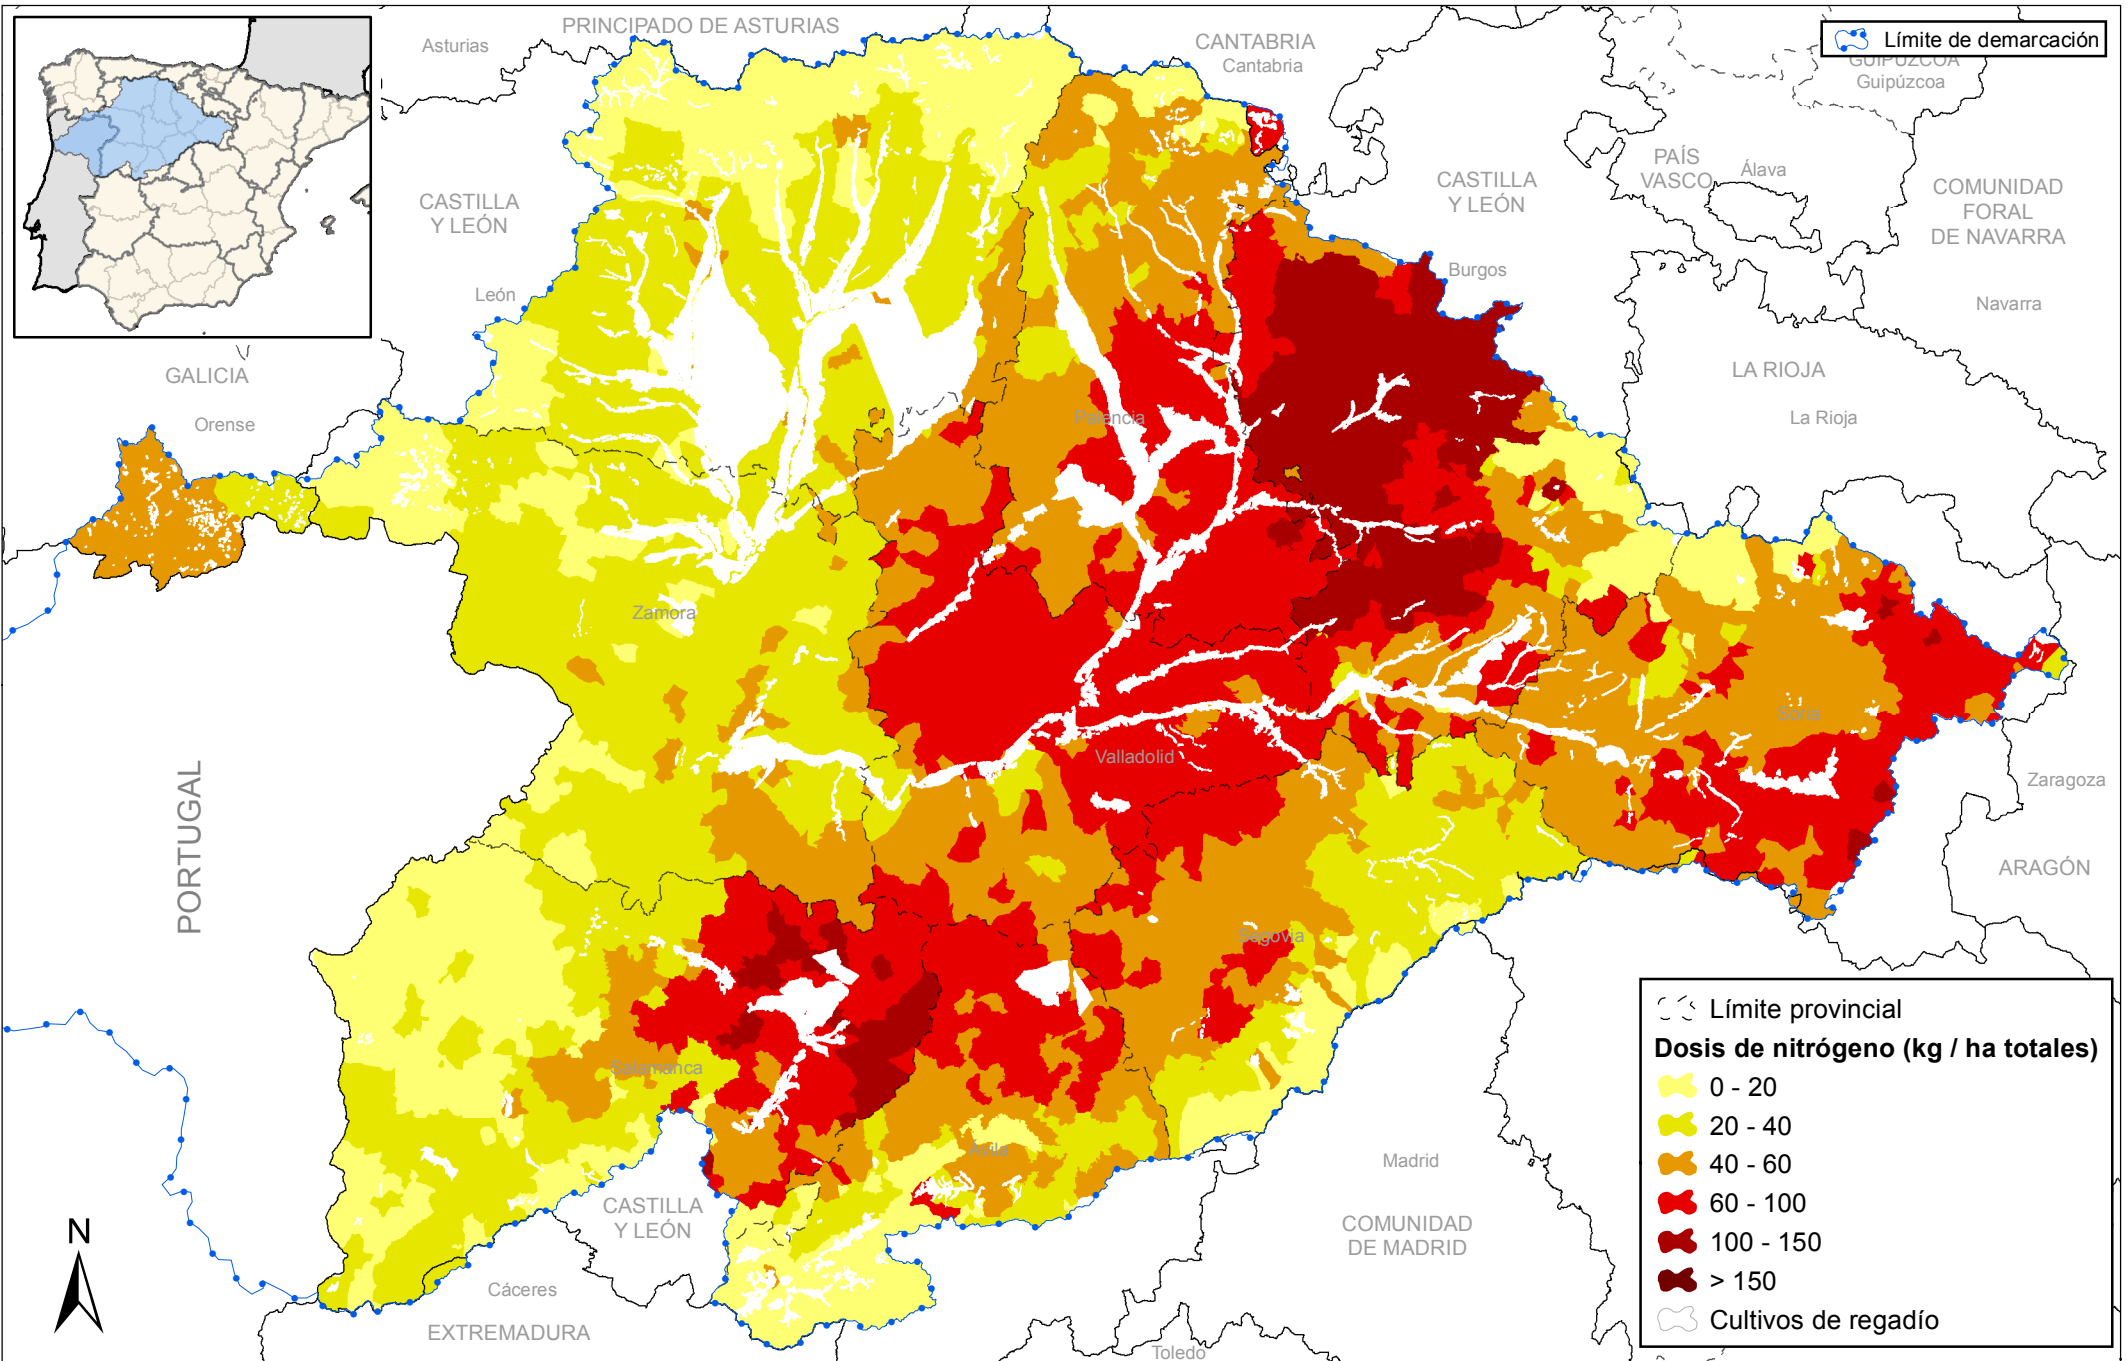 PRINCIPADO DE ASTURIAS
Asturias
CANTABRIA
Cantabria
Límite de demarcación
GUIPÚZCOA
Guipúzcoa
PAÍS
VASCO
Álava
CASTILLA
Y LEÓN
COMUNIDAD
FORAL
DE NAVARRA
CASTILLA
Y LEÓN
Burgos
León
Navarra
GALICIA
LA RIOJA
Orense
Palencia
La Rioja
Zamora
Soria
Valladolid
Zaragoza
PORTUGAL
ARAGÓN
Segovia
Salamanca
Ávila
Madrid
CASTILLA
Y LEÓN
COMUNIDAD
DE MADRID
N
Cáceres
EXTREMADURA
Toledo
Límite provincial
Dosis de nitrógeno (kg / ha totales)
0 - 20
20 - 40
40 - 60
60 - 100
100 - 150
> 150
Cultivos de regadío